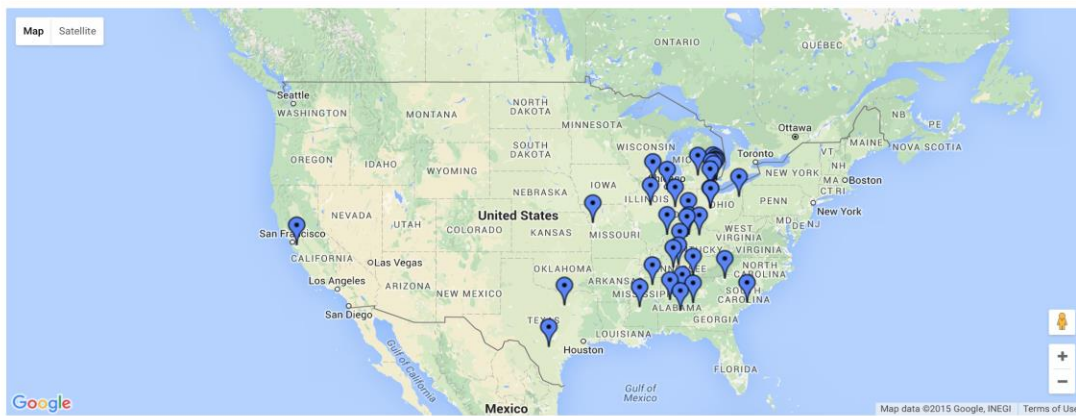 Map Satellite
ONTARIO
QUÉBEC
Seattle
WASHINGTON
MONTANA
NORTH
DAKOTA
MINNESOTA
Ottawa
MAINE
NB
PE
NOVA SCOTIA
OREGON
IDAHO
WYOMING
SOUTH
DAKOTA
WISCONSIN
MIC
Toronto
VT
NH
NEW YORK
MA
Boston
CT RI
NEBRASKA
IOWA
ILLINOIS
OHIO
PENN
New York
NEVADA
UTAH
COLORADO
United States
KANSAS
MISSOURI
WEST
VIRGINIA
MD
DE NJ
VIRGINIA
San Francisco
CALIFORNIA
Las Vegas
Los Angeles
ARIZONA
NEW MEXICO
OKLAHOMA
ARKANSAS
NORTH
CAROLINA
SOUTH
CAROLINA
MISSISSIPPI
ALABAMA
GEORGIA
San Diego
TEXAS
LOUISIANA
Houston
FLORIDA
Gulf of
California
Gulf of
Mexico
Mexico
Google
Map data ©2015 Google, INEGI Terms of Use